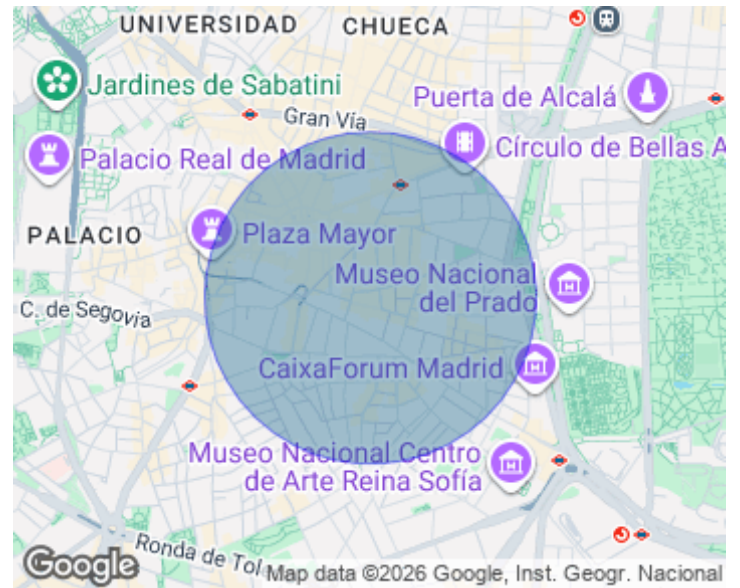 UNIVERSIDAD
CHUECA
Jardines de Sabatini
Puerta de Alcalá
Gran Vía
Círculo de Bellas A
Palacio Real de Madrid
PALACIO
Plaza Mayor
Museo Nacional
del Prado
C. de Segovia
CaixaForum Madrid
Museo Nacional Centro
de Arte Reina Sofía
Ronda de Tol
Google
Map data ©2026 Google, Inst. Geogr. Nacional